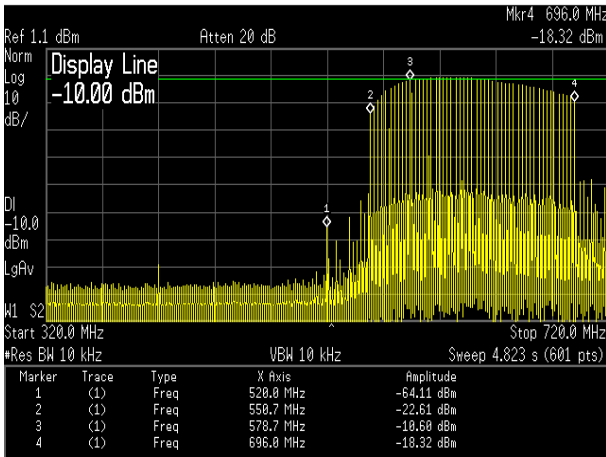 Mkr4 696.0 MHz
Ref 1.1 dBm Atten 20 dB -18.32 dBm
Norm
Log
10
dB/
Display Line
-10.00 dBm
1
2
3
4
DI
-10.0
dBm
LgAv
W1 S2
Start 320.0 MHz Stop 720.0 MHz
#Res BW 10 kHz VBW 10 kHz Sweep 4.823 s (601 pts)
Marker Trace Type X Axis Amplitude
1 (1) Freq 520.0 MHz -64.11 dBm
2 (1) Freq 550.7 MHz -22.61 dBm
3 (1) Freq 578.7 MHz -10.60 dBm
4 (1) Freq 696.0 MHz -18.32 dBm